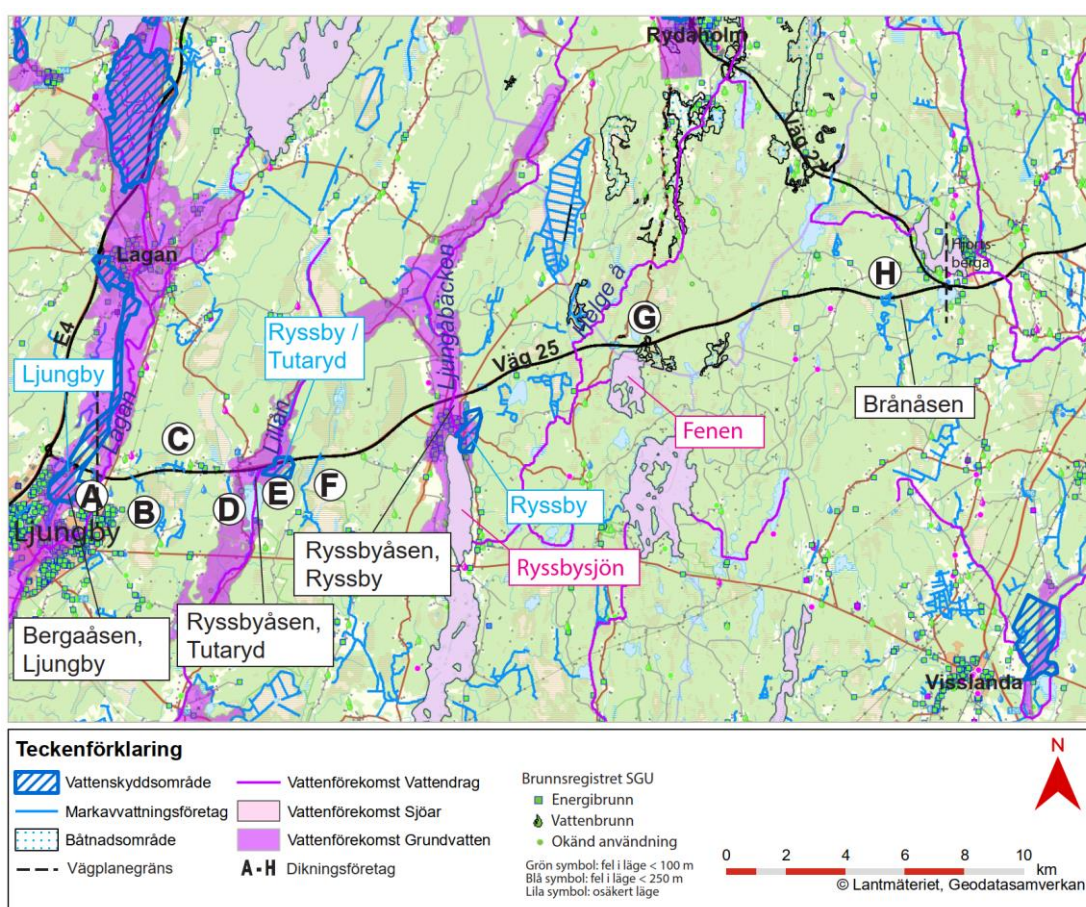 Rydaholm
Väg 27
Lagan
Hjorts-
berga
H
Helge å
G
E4
Ljungabäcken
Ryssby /
Tutaryd
Väg 25
Ljungby
Lagan
Lillån
Brånåsen
Fenen
C
A
B
D
E
F
Ryssby
Ljungby
Ryssbyåsen,
Ryssby
Ryssbysjön
Bergaåsen,
Ljungby
Ryssbyåsen,
Tutaryd
Visslanda
Teckenförklaring
Vattenskyddsområde
Markavvattningsföretag
Båtnadsområde
Vägplanegräns
Vattenförekomst Vattendrag
Vattenförekomst Sjöar
Vattenförekomst Grundvatten
A-H Dikningsföretag
Brunnsregistret SGU
Energibrunn
Vattenbrunn
Okänd användning
Grön symbol: fel i läge < 100 m
Blå symbol: fel i läge < 250 m
Lila symbol: osäkert läge
N
0 2 4 6 8 10
km
© Lantmäteriet, Geodatasamverkan